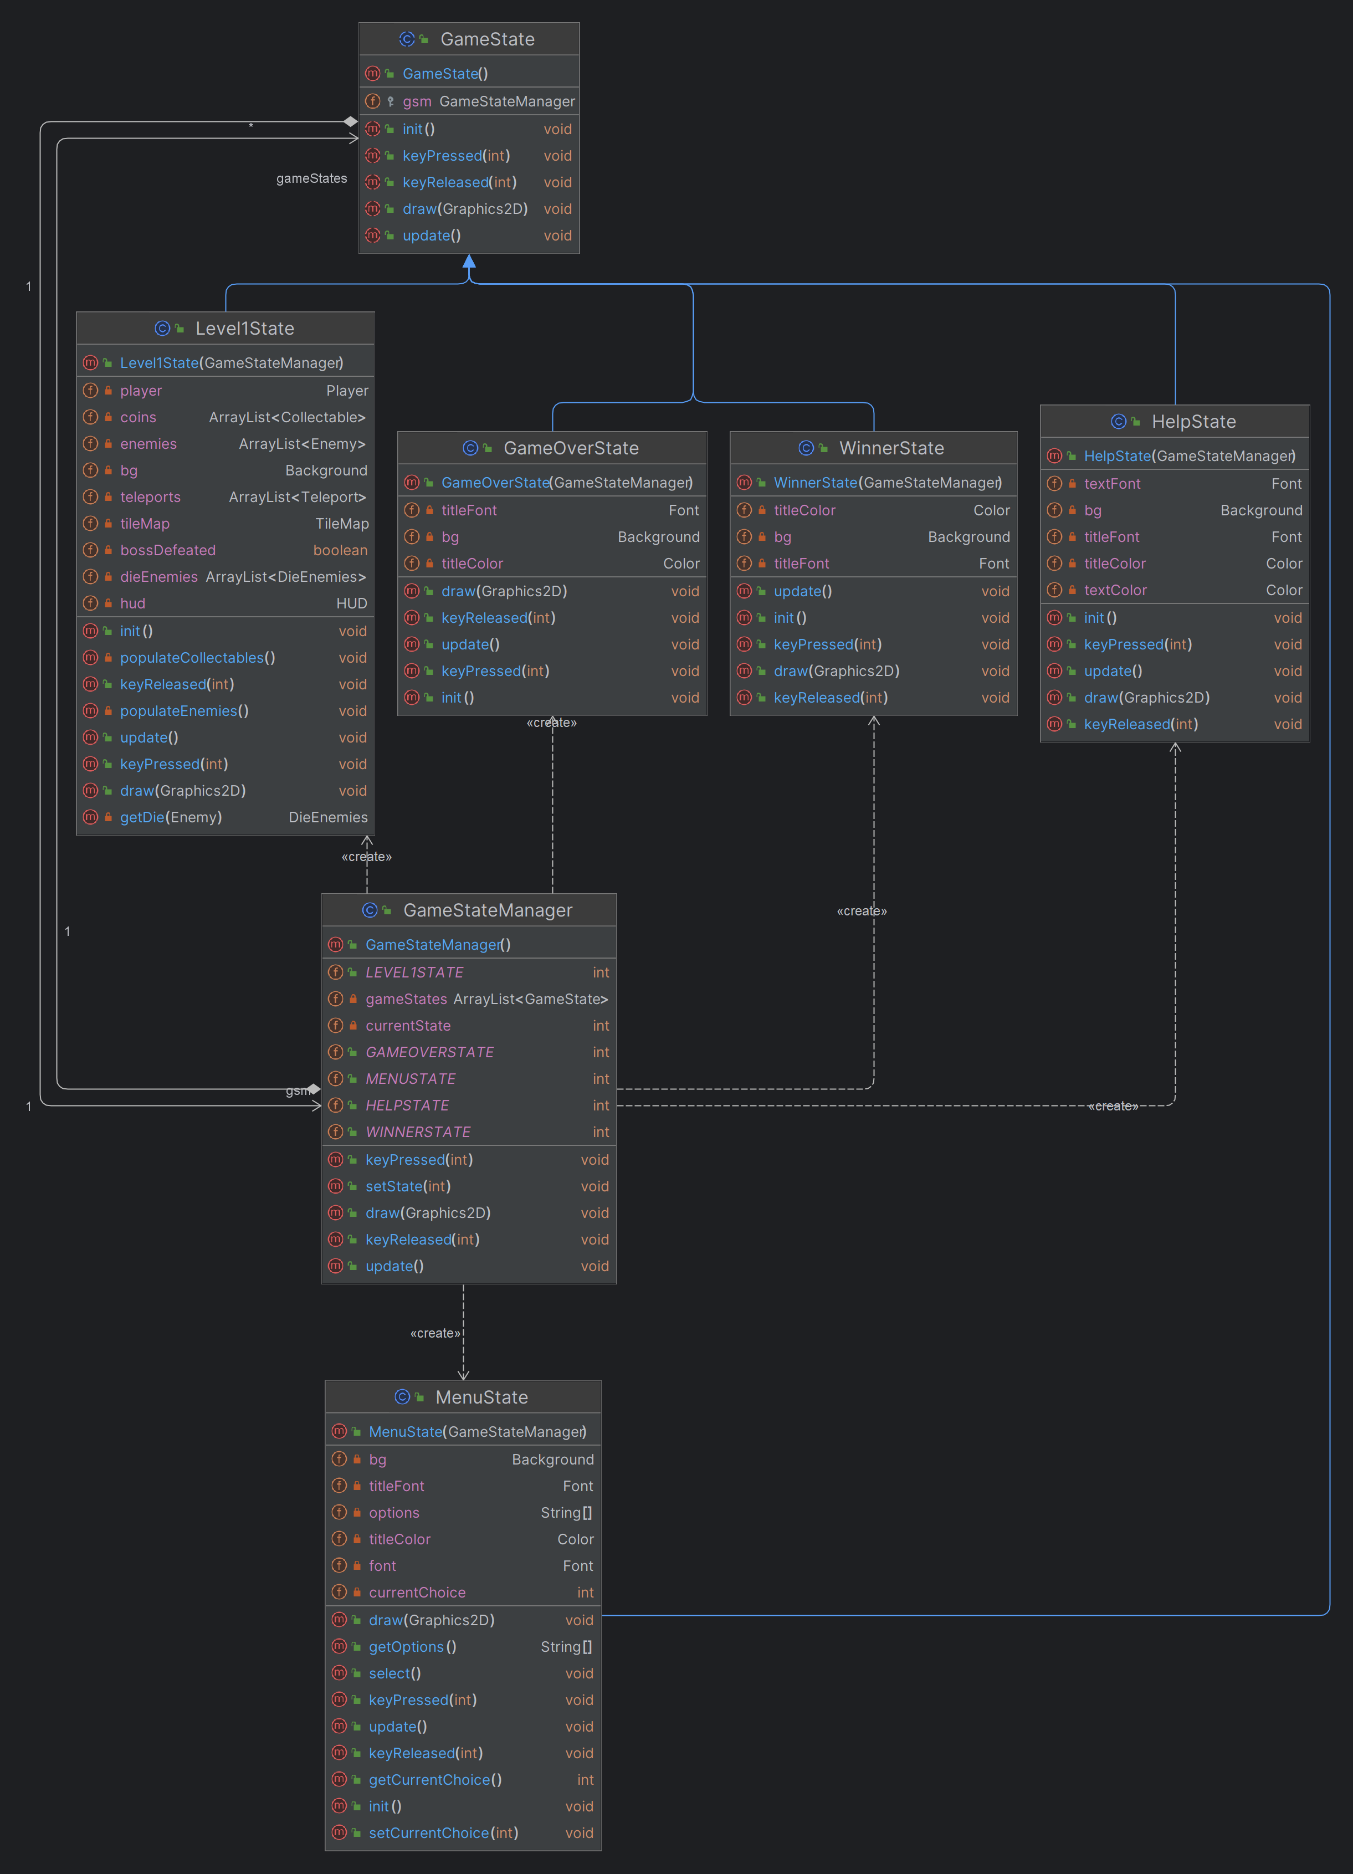 GameState
GameState()
gsm GameStateManager
init() void
keyPressed(int) void
keyReleased(int) void
draw(Graphics2D) void
update() void
*
gameStates
1
Level1State
Level1State(GameStateManager)
player Player
coins ArrayList<Collectable>
enemies ArrayList<Enemy>
bg Background
teleports ArrayList<Teleport>
tileMap TileMap
bossDefeated boolean
dieEnemies ArrayList<DieEnemies>
hud HUD
init() void
populateCollectables() void
keyReleased(int) void
populateEnemies() void
update() void
keyPressed(int) void
draw(Graphics2D) void
getDie(Enemy) DieEnemies
GameOverState
GameOverState(GameStateManager)
titleFont Font
bg Background
titleColor Color
draw(Graphics2D) void
keyReleased(int) void
update() void
keyPressed(int) void
init() void
WinnerState
WinnerState(GameStateManager)
titleColor Color
bg Background
titleFont Font
update() void
init() void
keyPressed(int) void
draw(Graphics2D) void
keyReleased(int) void
HelpState
HelpState(GameStateManager)
textFont Font
bg Background
titleFont Font
titleColor Color
textColor Color
init() void
keyPressed(int) void
update() void
draw(Graphics2D) void
keyReleased(int) void
«create»
«create»
«create»
«create»
1
gsm
1
GameStateManager
GameStateManager()
LEVEL1STATE int
gameStates ArrayList<GameState>
currentState int
GAMEOVERSTATE int
MENUSTATE int
HELPSTATE int
WINNERSTATE int
keyPressed(int) void
setState(int) void
draw(Graphics2D) void
keyReleased(int) void
update() void
«create»
MenuState
MenuState(GameStateManager)
bg Background
titleFont Font
options String[]
titleColor Color
font Font
currentChoice int
draw(Graphics2D) void
getOptions() String[]
select() void
keyPressed(int) void
update() void
keyReleased(int) void
getCurrentChoice() int
init() void
setCurrentChoice(int) void